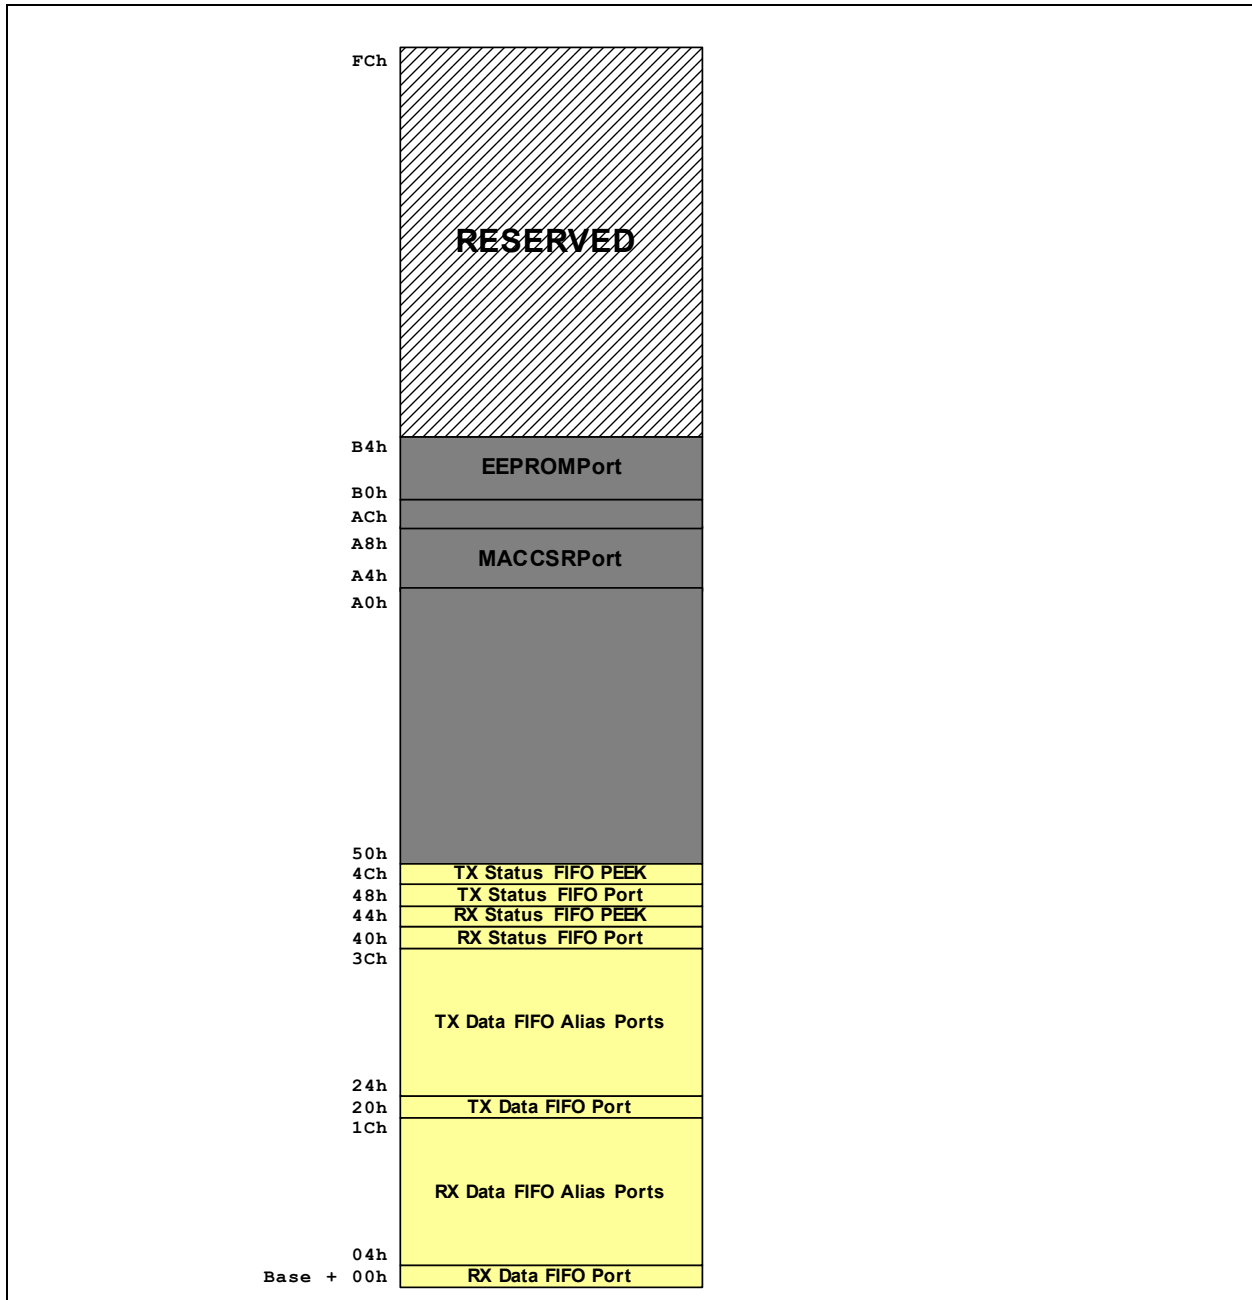 FCh
RESERVED
B4h
EEPROMPort
B0h
ACh
A8h
MACCSRPort
A4h
A0h
50h
4Ch TX Status FIFO PEEK
48h TX Status FIFO Port
44h RX Status FIFO PEEK
40h RX Status FIFO Port
3Ch
TX Data FIFO Alias Ports
24h
20h TX Data FIFO Port
1Ch
RX Data FIFO Alias Ports
04h
Base + 00h RX Data FIFO Port